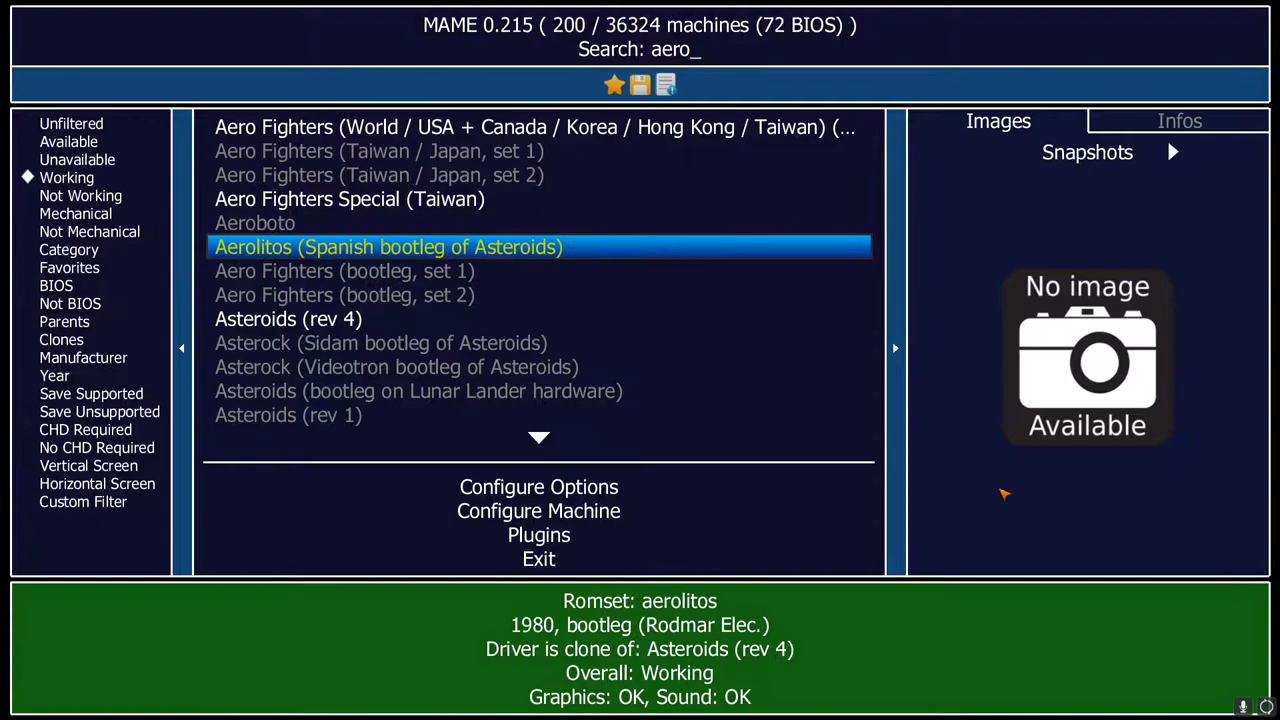 MAME 0.215 ( 200 / 36324 machines (72 BIOS) )
Search: aero_
Unfiltered
Available
Unavailable
Working
Not Working
Mechanical
Not Mechanical
Category
Favorites
BIOS
Not BIOS
Parents
Clones
Manufacturer
Year
Save Supported
Save Unsupported
CHD Required
No CHD Required
Vertical Screen
Horizontal Screen
Custom Filter
Aero Fighters (World / USA + Canada / Korea / Hong Kong / Taiwan) (...
Aero Fighters (Taiwan / Japan, set 1)
Aero Fighters (Taiwan / Japan, set 2)
Aero Fighters Special (Taiwan)
Aeroboto
Aerolitos (Spanish bootleg of Asteroids)
Aero Fighters (bootleg, set 1)
Aero Fighters (bootleg, set 2)
Asteroids (rev 4)
Asterock (Sidam bootleg of Asteroids)
Asterock (Videotron bootleg of Asteroids)
Asteroids (bootleg on Lunar Lander hardware)
Asteroids (rev 1)
Configure Options
Configure Machine
Plugins
Exit
Images
Infos
Snapshots
No image
Available
Romset: aerolitos
1980, bootleg (Rodmar Elec.)
Driver is clone of: Asteroids (rev 4)
Overall: Working
Graphics: OK, Sound: OK